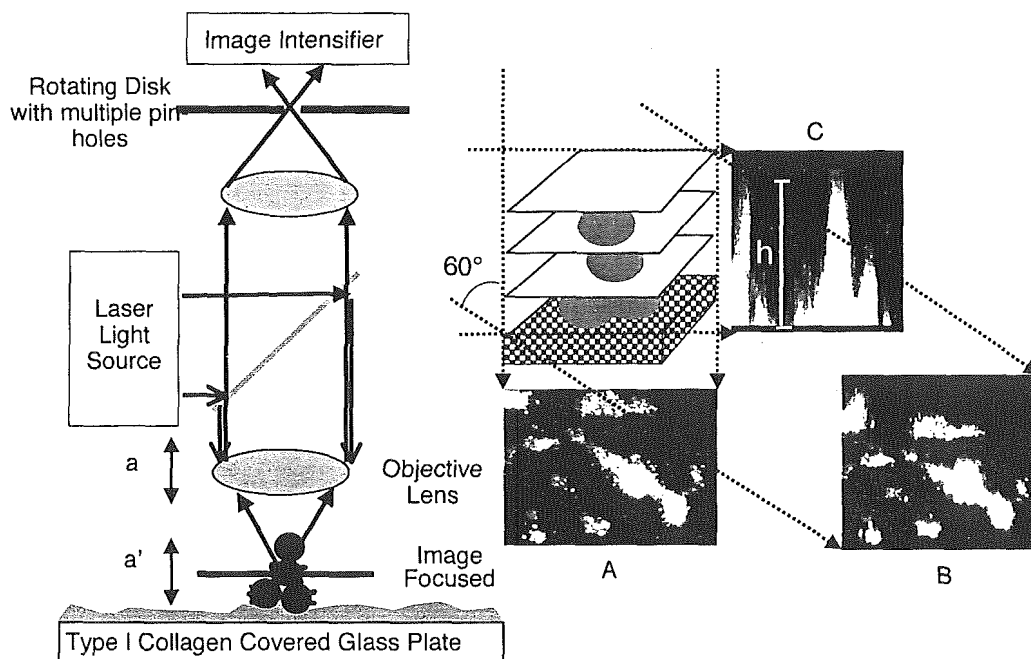 Image Intensifier
Rotating Disk
with multiple pin
holes
Laser
Light
Source
a
Objective
Lens
a'
Image
Focused
Type I Collagen Covered Glass Plate
60°
C
h
A
B